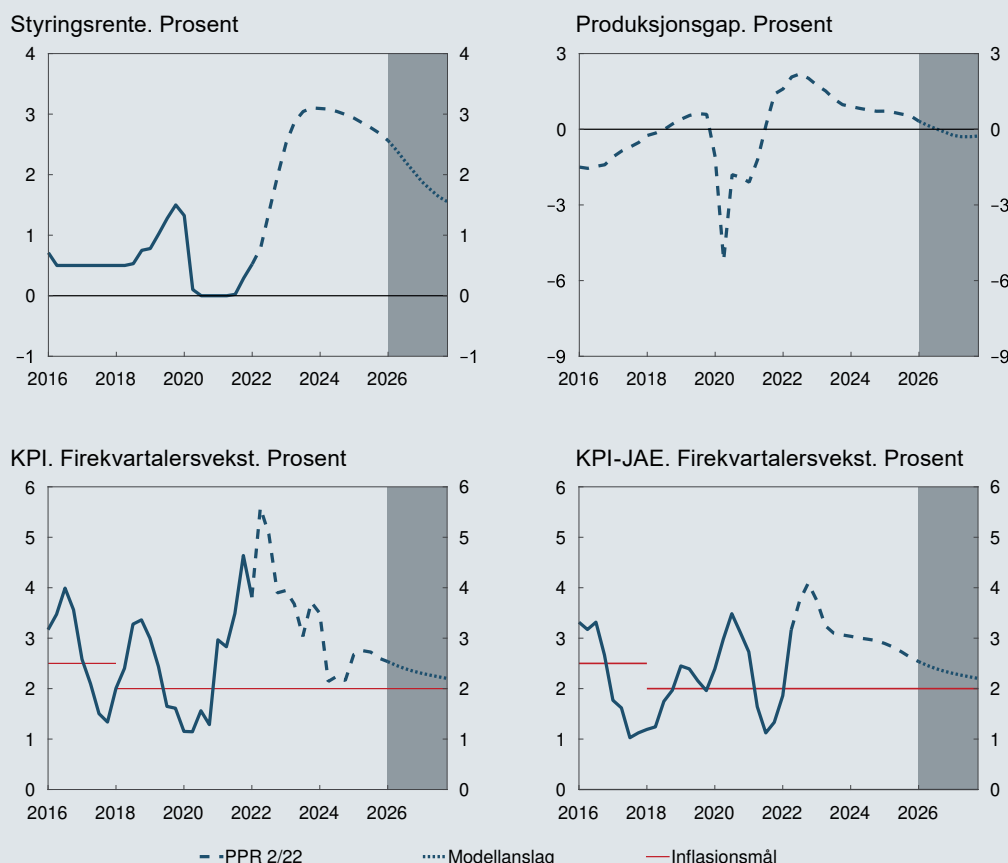 Styringsrente. Prosent
4 4
3 3
2 2
1 1
0 0
−1 −1
2016 2018 2020 2022 2024 2026
Produksjonsgap. Prosent
3 3
0 0
−3 −3
−6 −6
−9 −9
2016 2018 2020 2022 2024 2026
KPI. Firekvartalersvekst. Prosent
6 6
5 5
4 4
3 3
2 2
1 1
0 0
2016 2018 2020 2022 2024 2026
KPI-JAE. Firekvartalersvekst. Prosent
6 6
5 5
4 4
3 3
2 2
1 1
0 0
2016 2018 2020 2022 2024 2026
PPR 2/22 Modellanslag Inflasjonsmål